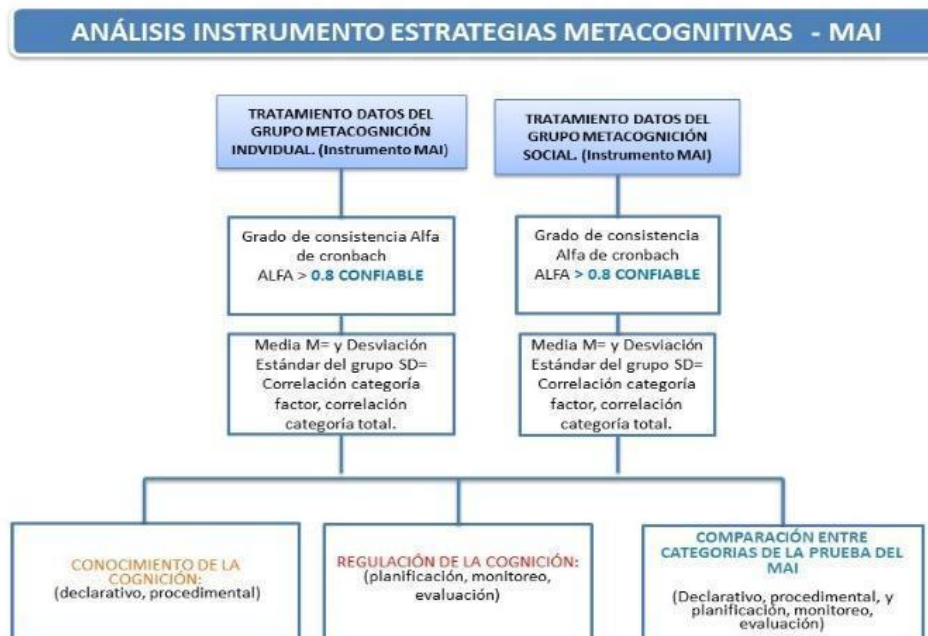 ANÁLISIS INSTRUMENTO ESTRATEGIAS METACOGNITIVAS - MAI
TRATAMIENTO DATOS DEL
GRUPO METACOGNICIÓN
INDVIDUAL. (Instrumento MAI)
TRATAMIENTO DATOS DEL
GRUPO METACOGNICIÓN
SOCIAL. (Instrumento MAI)
Grado de consistencia Alfa
de cronbach
ALFA > 0.8 CONFIABLE
Grado de consistencia
Alfa de cronbach
ALFA > 0.8 CONFIABLE
Media M= y Desviación
Estándar del grupo SD=
Correlación categoría
factor, correlación
categoría total.
Media M= y Desviación
Estándar del grupo SD=
Correlación categoría
factor, correlación
categoría total.
CONOCIMIENTO DE LA
COGNICIÓN:
(declarativo, procedimental)
REGULACIÓN DE LA COGNICIÓN:
(planificación, monitoreo,
evaluación)
COMPARACIÓN ENTRE
CATEGORIAS DE LA PRUEBA DEL
MAI
(Declarativo, procedimental, y
planificación, monitoreo,
evaluación)